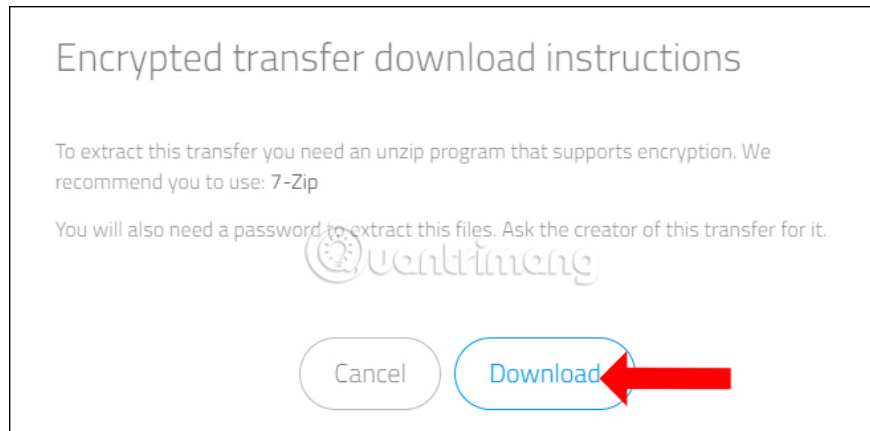 Encrypted transfer download instructions
To extract this transfer you need an unzip program that supports encryption. We
recommend you to use: 7-Zip
You will also need a password to extract this files. Ask the creator of this transfer for it.
Quantrimang
Cancel
Download